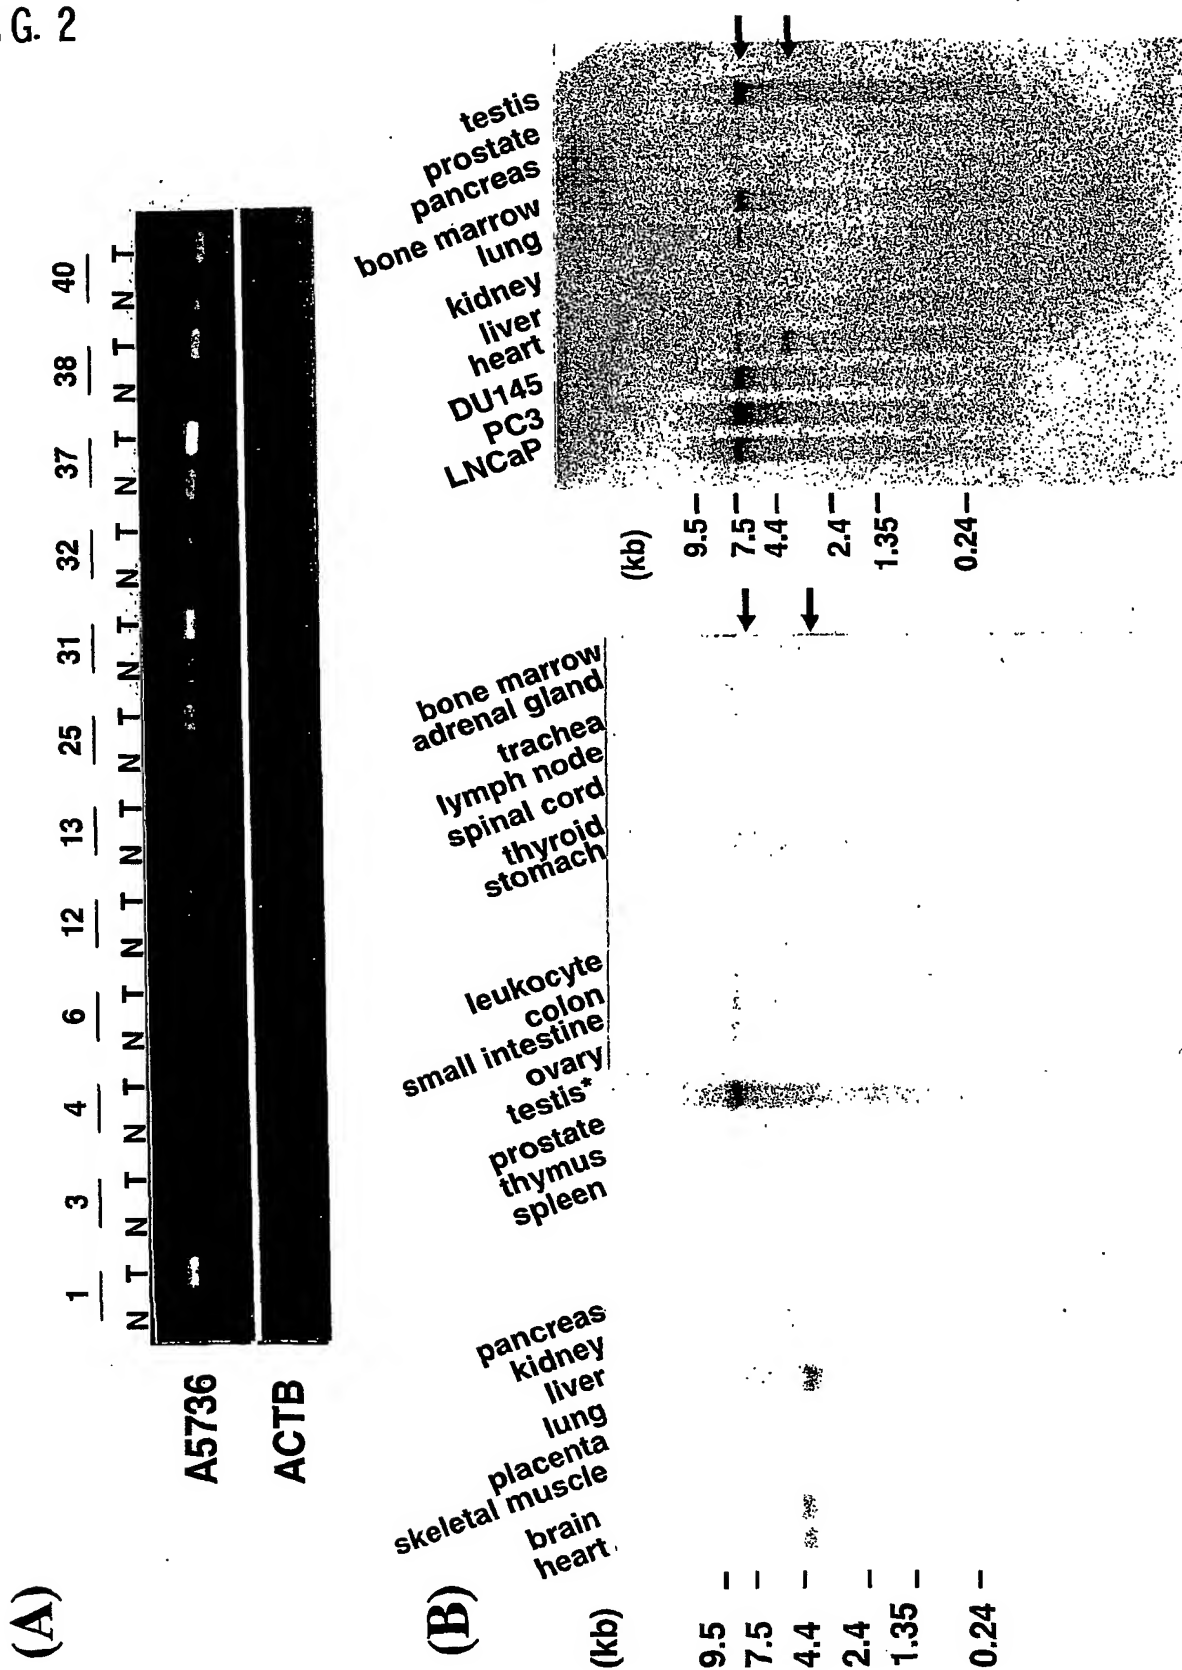 .G. 2
(A)
1 3 4 6 12 13 25 31 32 37 38 40
N T N T N T N T N T N T N T N T N T N T N T N T
A5736
ACTB
(B)
heart
brain
skeletal muscle
placenta
lung
liver
kidney
pancreas
spleen
thymus
prostate
testis*
ovary
small intestine
colon
leukocyte
stomach
thyroid
spinal cord
lymph node
trachea
adrenal gland
bone marrow
(kb)
9.5
7.5
4.4
2.4
1.35
0.24
LNCaP
PC3
DU145
heart
liver
kidney
lung
bone marrow
pancreas
prostate
testis
(kb)
9.5
7.5
4.4
2.4
1.35
0.24